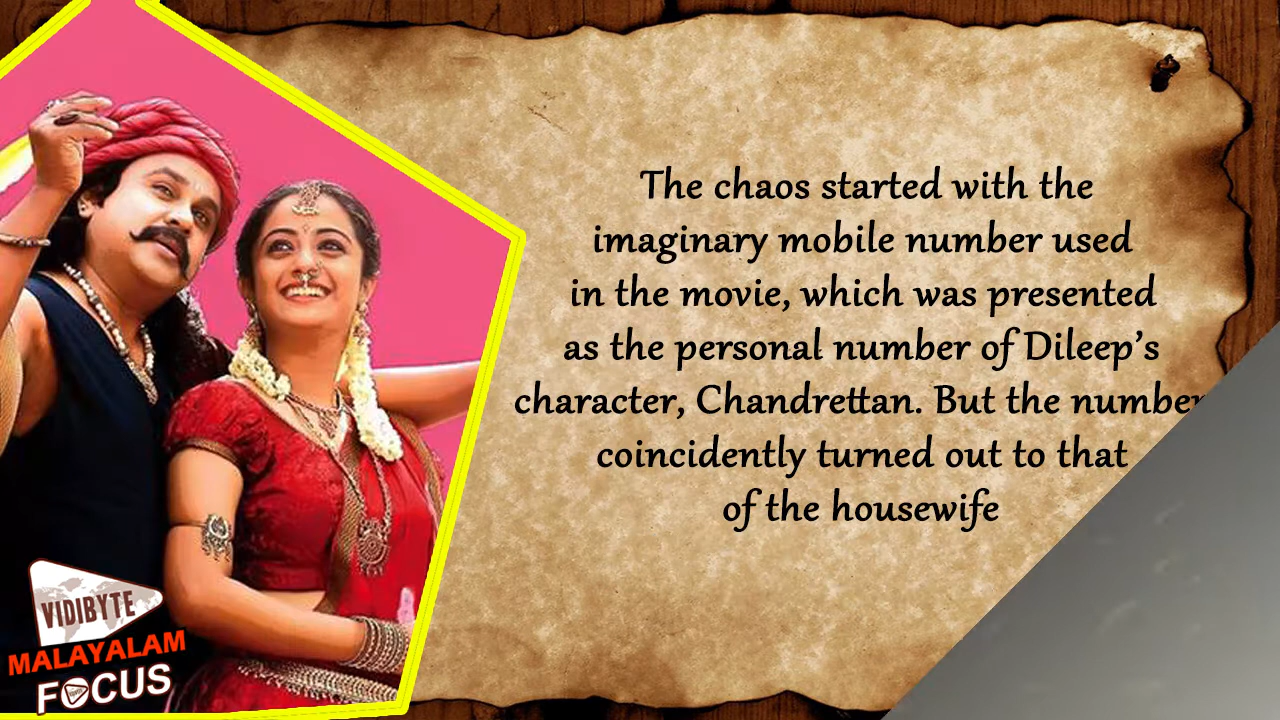 The chaos started with the
imaginary mobile number used
in the movie, which was presented
as the personal number of Dileep’s
character, Chandrettan. But the number
coincidently turned out to that
of the housewife
VIDIBYTE
MALAYALAM
FOCUS